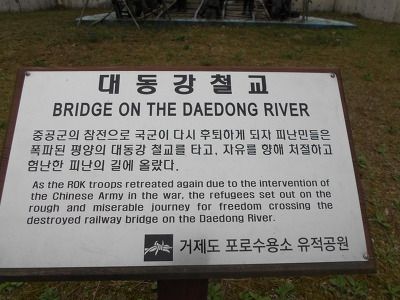 대동강철교
BRIDGE ON THE DAEDONG RIVER
중공군의 참전으로 국군이 다시 후퇴하게 되자 피난민들은
폭파된 평양의 대동강 철교를 타고, 자유를 향해 처절하고
험난한 피난의 길에 올랐다.
As the ROK troops retreated again due to the intervention of
the Chinese Army in the war, the refugees set out on the
rough and miserable journey for freedom crossing the
destroyed railway bridge on the Daedong River.
거제도 포로수용소 유적공원